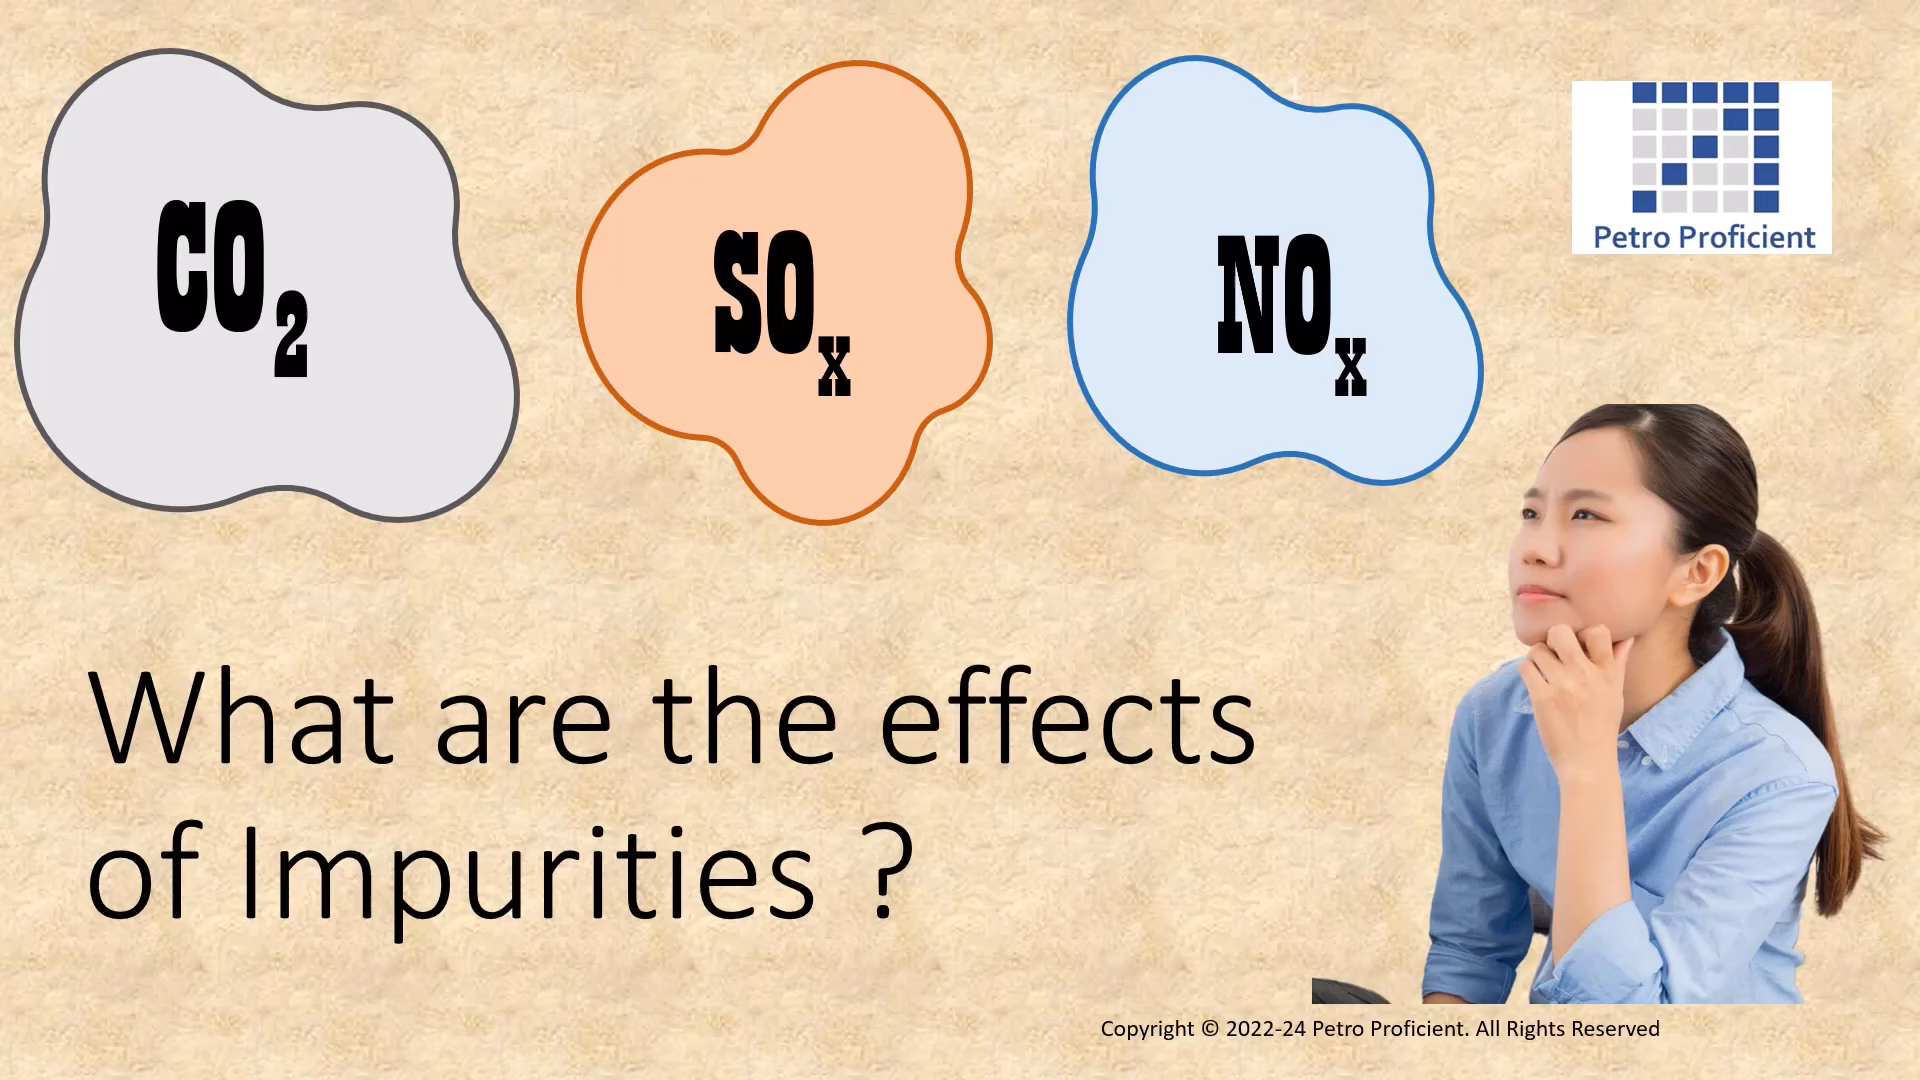 CO2
SOx
NOx
1
Petro Proficient
What are the effects
of Impurities ?
Copyright © 2022-24 Petro Proficient. All Rights Reserved